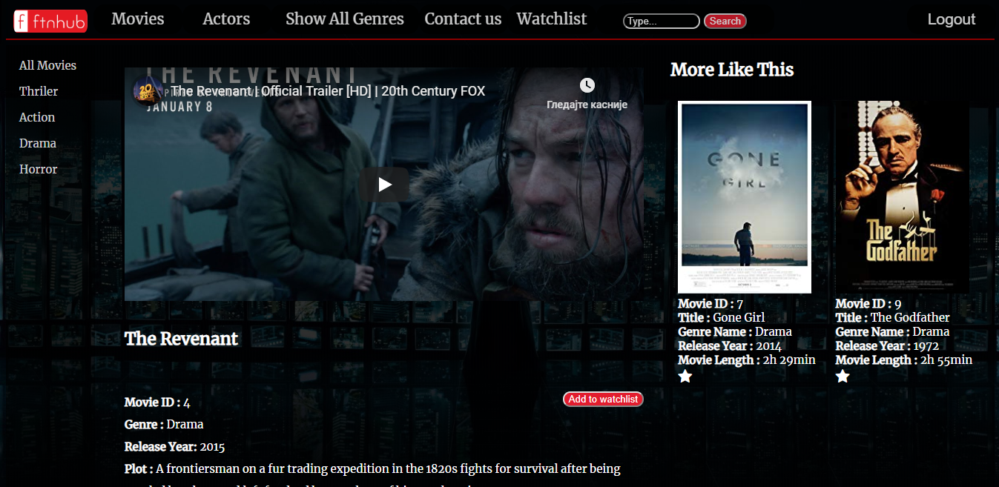 f ftnhub
Movies
Actors
Show All Genres
Contact us
Watchlist
Type...
Search
Logout
All Movies
Thriler
Action
Drama
Horror
THE REVENANT
The Revenant | Official Trailer [HD] | 20th Century FOX
JANUARY 8
Гледајте касније
The Revenant
Movie ID : 4
Add to watchlist
Genre : Drama
Release Year: 2015
Plot : A frontiersman on a fur trading expedition in the 1820s fights for survival after being
More Like This
GONE
GIRL
Movie ID : 7
Title : Gone Girl
Genre Name : Drama
Release Year : 2014
Movie Length : 2h 29min
The
Godfather
Movie ID : 9
Title : The Godfather
Genre Name : Drama
Release Year : 1972
Movie Length : 2h 55min